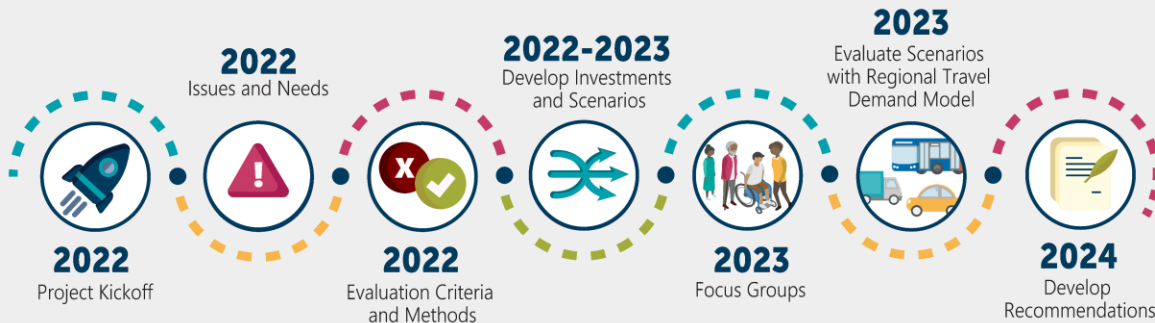 2022
Project Kickoff
2022
Issues and Needs
2022
Evaluation Criteria
and Methods
2022-2023
Develop Investments
and Scenarios
2023
Focus Groups
2023
Evaluate Scenarios
with Regional Travel
Demand Model
2024
Develop
Recommendations